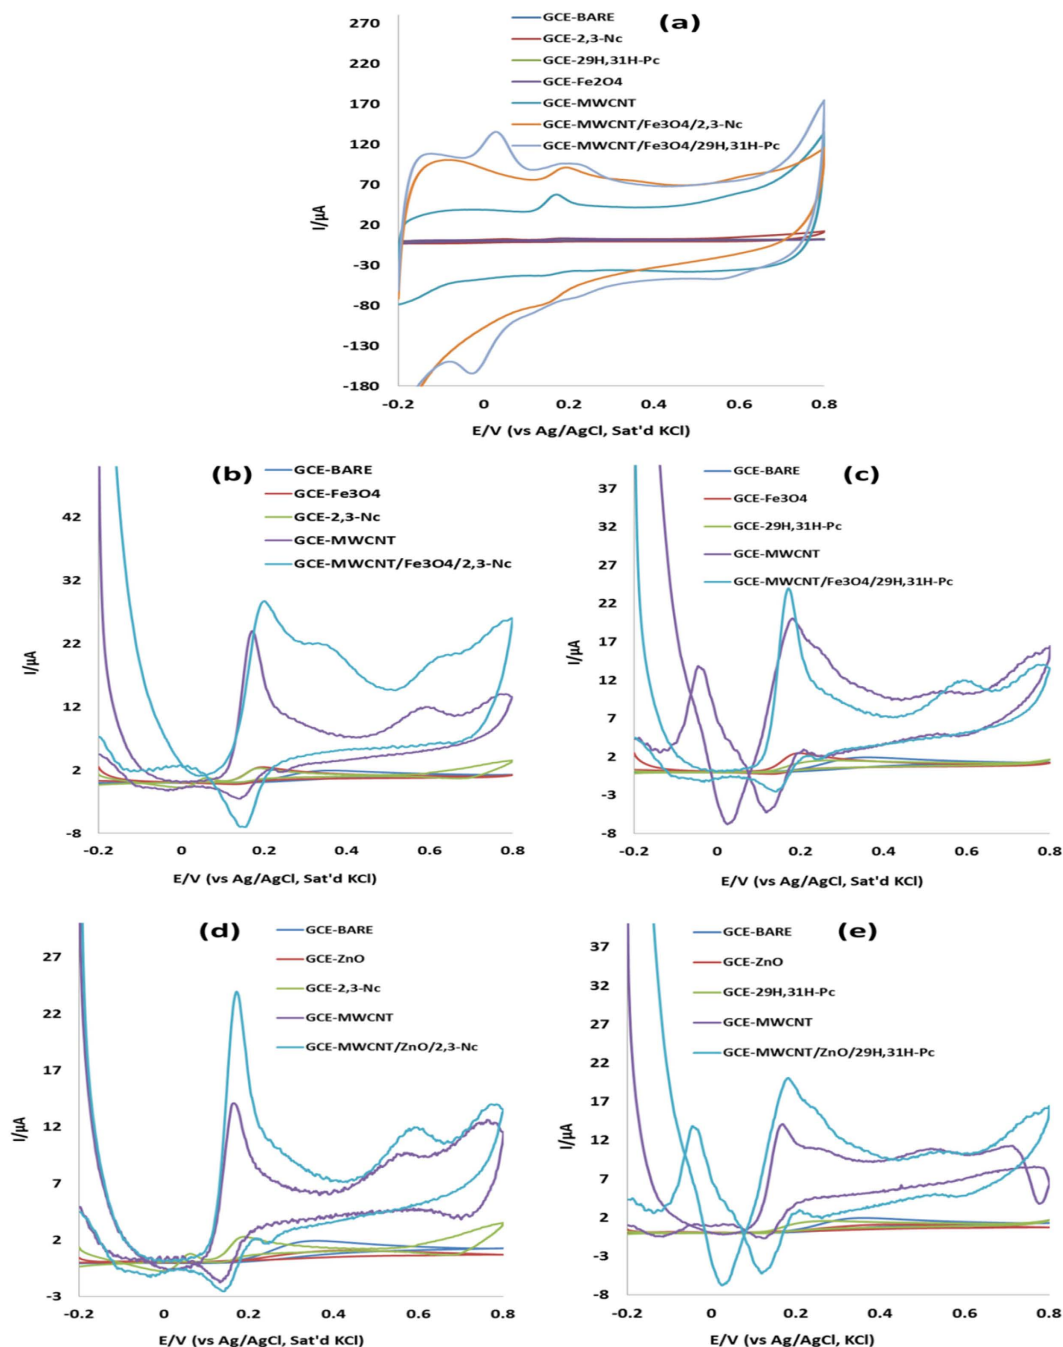 (a)
GCE-BARE
GCE-2,3-Nc
GCE-29H,31H-Pc
GCE-Fe2O4
GCE-MWCNT
GCE-MWCNT/Fe3O4/2,3-Nc
GCE-MWCNT/Fe3O4/29H,31H-Pc
270
220
170
120
70
20
-30
-80
-130
-180
I/µA
-0.2 0 0.2 0.4 0.6 0.8
E/V (vs Ag/AgCl, Sat'd KCl)
(b)
GCE-BARE
GCE-Fe3O4
GCE-2,3-Nc
GCE-MWCNT
GCE-MWCNT/Fe3O4/2,3-Nc
42
32
22
12
2
-8
I/µA
-0.2 0 0.2 0.4 0.6 0.8
E/V (vs Ag/AgCl, Sat'd KCl)
(c)
GCE-BARE
GCE-Fe3O4
GCE-29H,31H-Pc
GCE-MWCNT
GCE-MWCNT/Fe3O4/29H,31H-Pc
37
32
27
22
17
12
7
2
-3
-8
I/µA
-0.2 0 0.2 0.4 0.6 0.8
E/V (vs Ag/AgCl, Sat'd KCl)
(d)
GCE-BARE
GCE-ZnO
GCE-2,3-Nc
GCE-MWCNT
GCE-MWCNT/ZnO/2,3-Nc
27
22
17
12
7
2
-3
I/µA
-0.2 0 0.2 0.4 0.6 0.8
E/V (vs Ag/AgCl, Sat'd KCl)
(e)
GCE-BARE
GCE-ZnO
GCE-29H,31H-Pc
GCE-MWCNT
GCE-MWCNT/ZnO/29H,31H-Pc
37
32
27
22
17
12
7
2
-3
-8
I/µA
-0.2 0 0.2 0.4 0.6 0.8
E/V (vs Ag/AgCl, KCl)